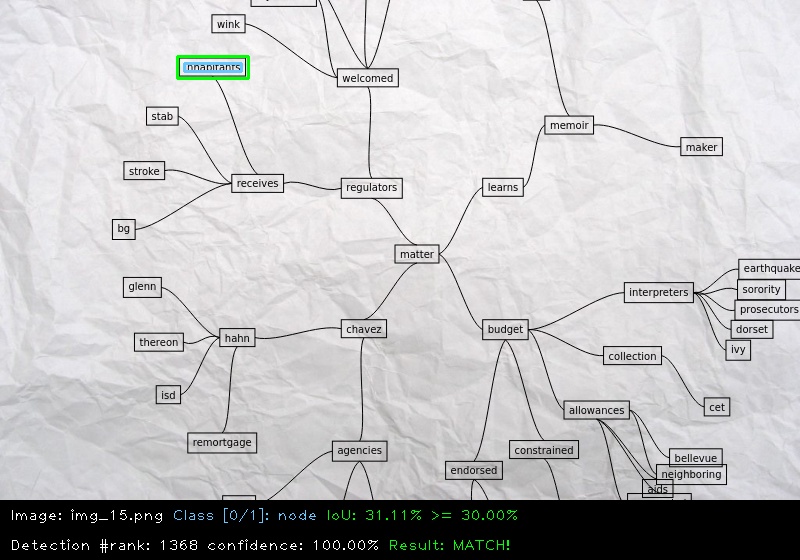 wink
welcomed
stab
memoir
maker
stroke
receives
regulators
learns
bg
matter
earthquake
glenn
interpreters
sorority
prosecutors
chavez
budget
dorset
hahn
thereon
ivy
collection
isd
cet
allowances
remortgage
agencies
constrained
bellevue
endorsed
neighboring
aids
Image: img_15.png Class [0/1]: node IoU: 31.11% >= 30.00%
Detection #rank: 1368 confidence: 100.00% Result: MATCH!